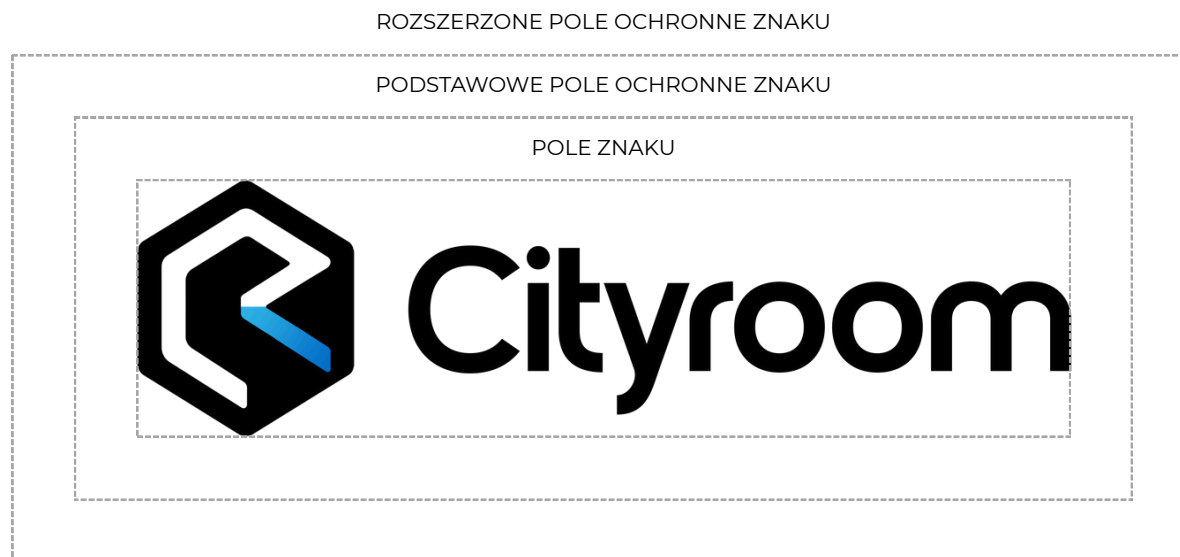 ROZSZERZONE POLE OCHRONNE ZNAKU
PODSTAWOWE POLE OCHRONNE ZNAKU
POLE ZNAKU
Cityroom